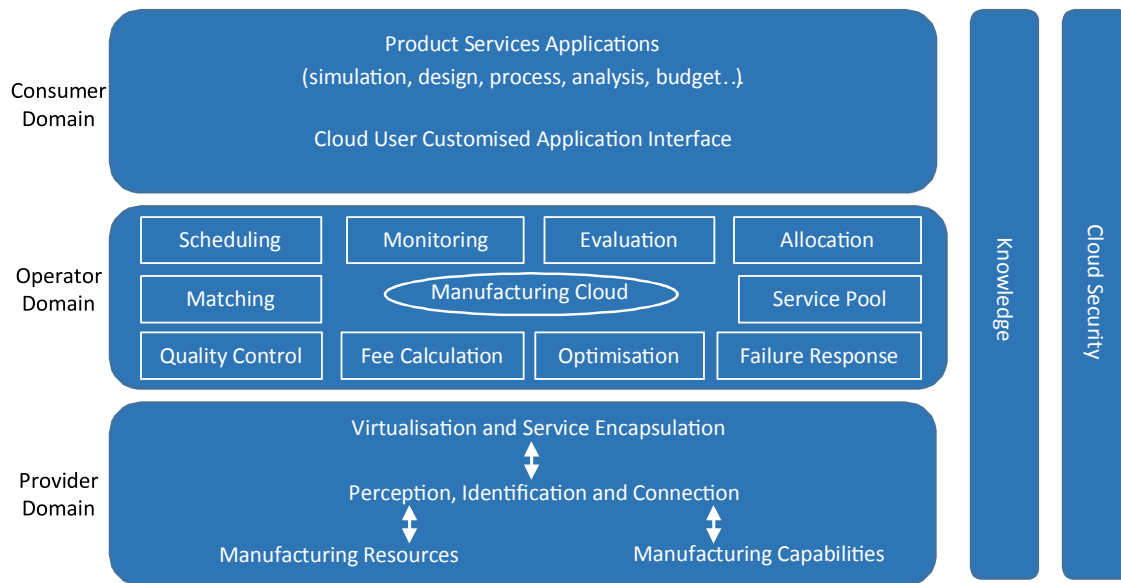 Product Services Applications
(simulation, design, process, analysis, budget…).
Consumer
Domain
Cloud User Customised Application Interface
Scheduling
Monitoring
Evaluation
Allocation
Operator
Domain
Matching
Manufacturing Cloud
Service Pool
Quality Control
Fee Calculation
Optimisation
Failure Response
Virtualisation and Service Encapsulation
Provider
Domain
Perception, Identification and Connection
Manufacturing Resources
Manufacturing Capabilities
Knowledge
Cloud Security